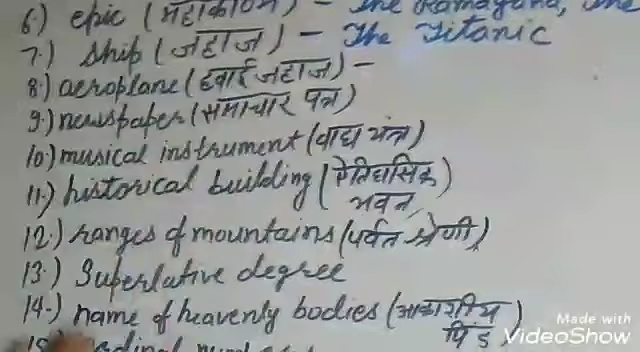 6.) epic (महाकाव्य) - The Ramayana, The
7.) ship (जहाज) - The Titanic
8.) aeroplane (हवाई जहाज) -
9.) newspaper (समाचार पत्र)
10.) musical instrument (वाद्य यंत्र)
11.) historical building (ऐतिहासिक
भवन)
12.) ranges of mountains (पर्वत श्रेणी)
13.) Superlative degree
14.) name of heavenly bodies (आकाशीय
पिंड)
15.)
Made with
VideoShow